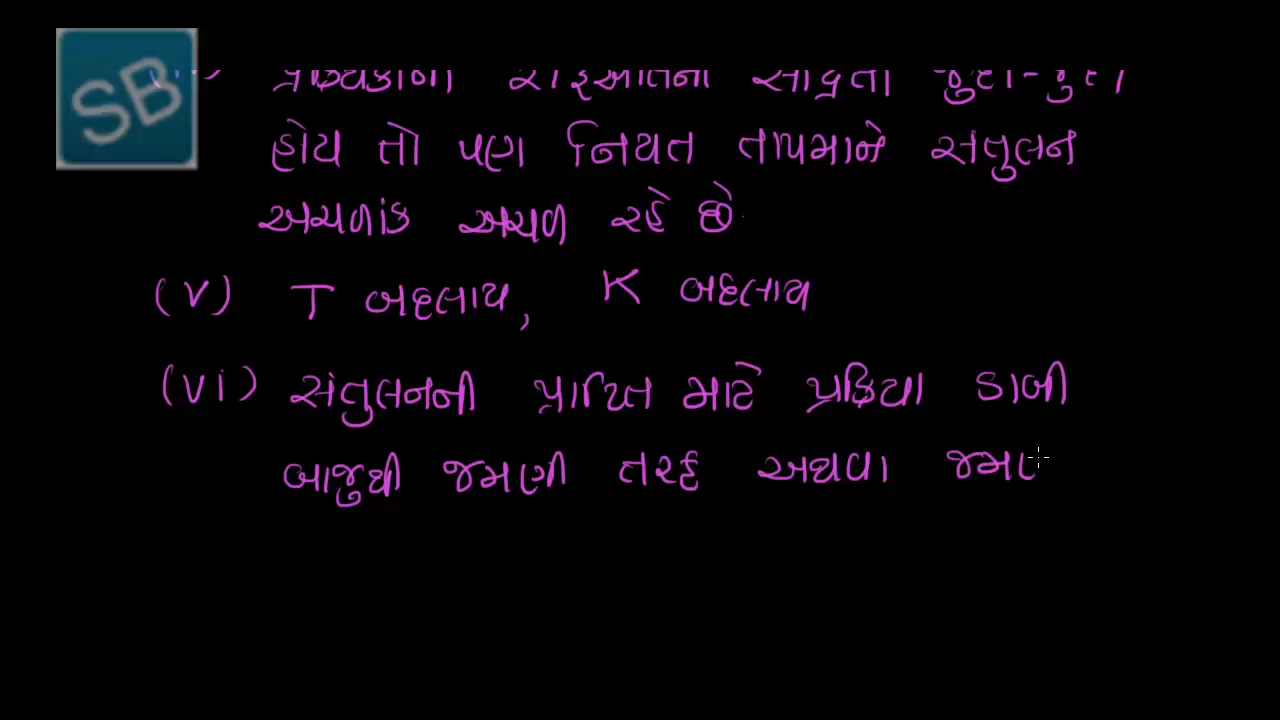 SB
પ્રક્રિયકોની શરૂઆતની સાંદ્રતા જુદી-જુદી
હોય તો પણ નિયત તાપમાને સંતુલન
અચળાંક અચળ રહે છે.
(v) T બદલાય, K બદલાય
(vi) સંતુલનની પ્રાપ્તિ માટે પ્રક્રિયા ડાબી
બાજુથી જમણી તરફ અથવા જમ